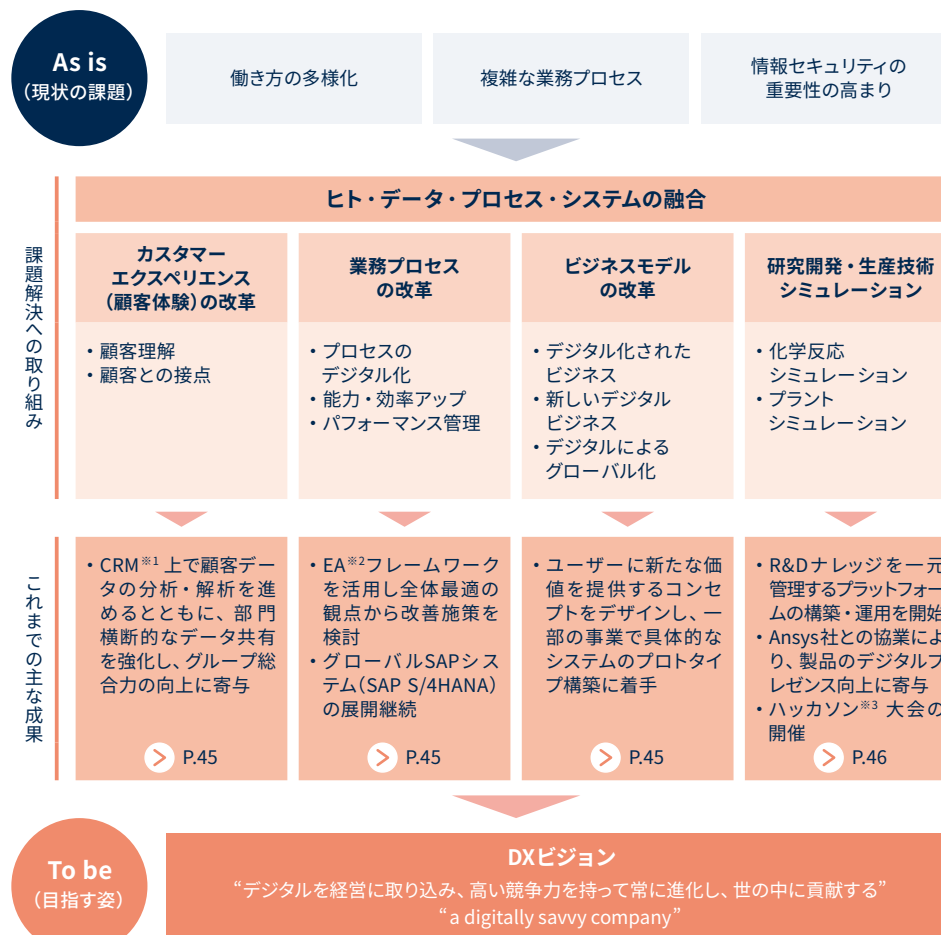 As is
（現状の課題）
働き方の多様化
複雑な業務プロセス
情報セキュリティの
重要性の高まり
課題解決への取り組み
ヒト・データ・プロセス・システムの融合
カスタマー
エクスペリエンス
（顧客体験）の改革
・顧客理解
・顧客との接点
業務プロセス
の改革
・プロセスの
デジタル化
・能力・効率アップ
・パフォーマンス管理
ビジネスモデル
の改革
・デジタル化された
ビジネス
・新しいデジタル
ビジネス
・デジタルによる
グローバル化
研究開発・生産技術
シミュレーション
・化学反応
シミュレーション
・プラント
シミュレーション
これまでの主な成果
・CRM※1 上で顧客デー
タの分析・解析を進
めるとともに、部門
横断的なデータ共有
を強化し、グループ総
合力の向上に寄与
P.45
・EA※2フレームワーク
を活用し全体最適の
観点から改善施策を
検討
・グローバルSAPシス
テム（SAP S/4HANA）
の展開継続
P.45
・ユーザーに新たな価
値を提供するコンセ
プトをデザインし、一
部の事業で具体的な
システムのプロトタイ
プ構築に着手
P.45
・R&Dナレッジを一元
管理するプラットフォー
ムの構築・運用を開始
・Ansys社との協業によ
り、製品のデジタルプ
レゼンス向上に寄与
・ハッカソン※3 大会の
開催
P.46
To be
（目指す姿）
DXビジョン
“デジタルを経営に取り込み、高い競争力を持って常に進化し、世の中に貢献する”
“a digitally savvy company”